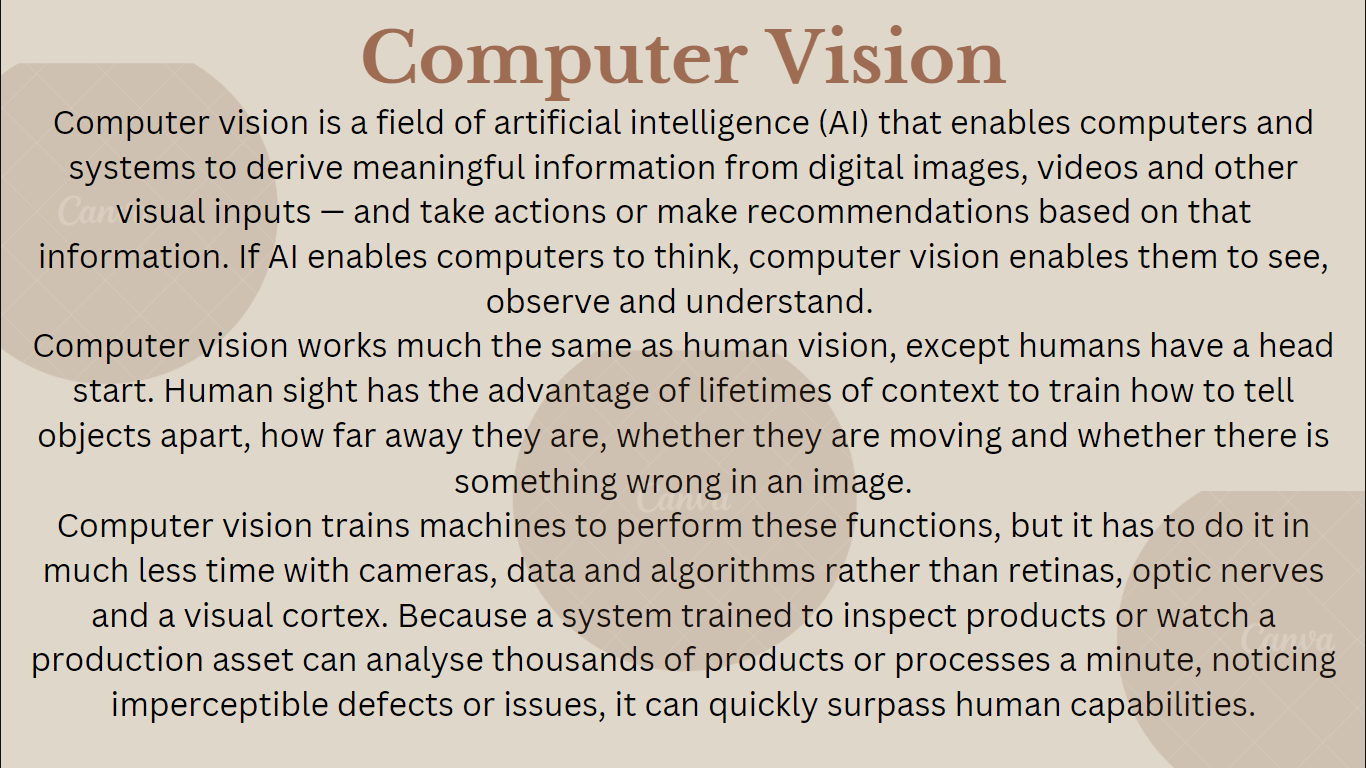 Computer Vision
Computer vision is a field of artificial intelligence (AI) that enables computers and
systems to derive meaningful information from digital images, videos and other
visual inputs — and take actions or make recommendations based on that
information. If AI enables computers to think, computer vision enables them to see,
observe and understand.
Computer vision works much the same as human vision, except humans have a head
start. Human sight has the advantage of lifetimes of context to train how to tell
objects apart, how far away they are, whether they are moving and whether there is
something wrong in an image.
Computer vision trains machines to perform these functions, but it has to do it in
much less time with cameras, data and algorithms rather than retinas, optic nerves
and a visual cortex. Because a system trained to inspect products or watch a
production asset can analyse thousands of products or processes a minute, noticing
imperceptible defects or issues, it can quickly surpass human capabilities.
Canva
Canva
Canva